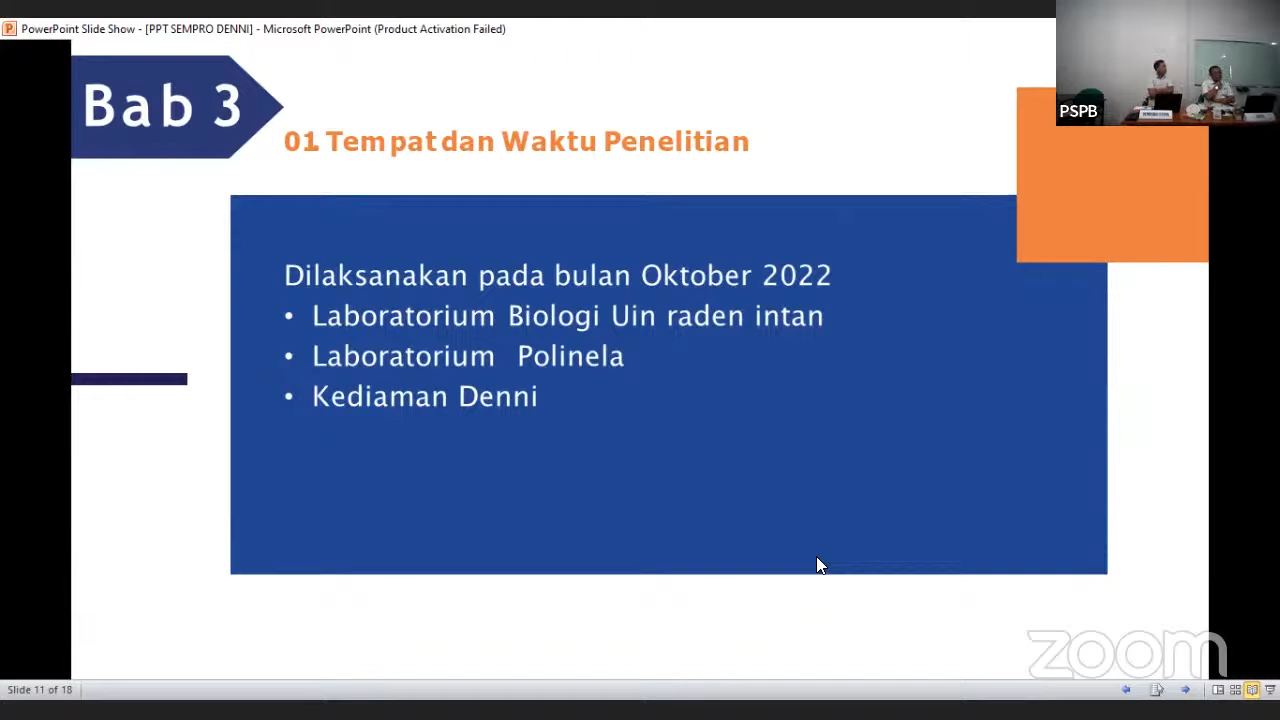 PowerPoint Slide Show - [PPT SEMPRO DENNI] - Microsoft PowerPoint (Product Activation Failed)
PSPB
Bab 3
01 Tempat dan Waktu Penelitian
Dilaksanakan pada bulan Oktober 2022
• Laboratorium Biologi Uin raden intan
• Laboratorium Polinela
• Kediaman Denni
zoom
Slide 11 of 18